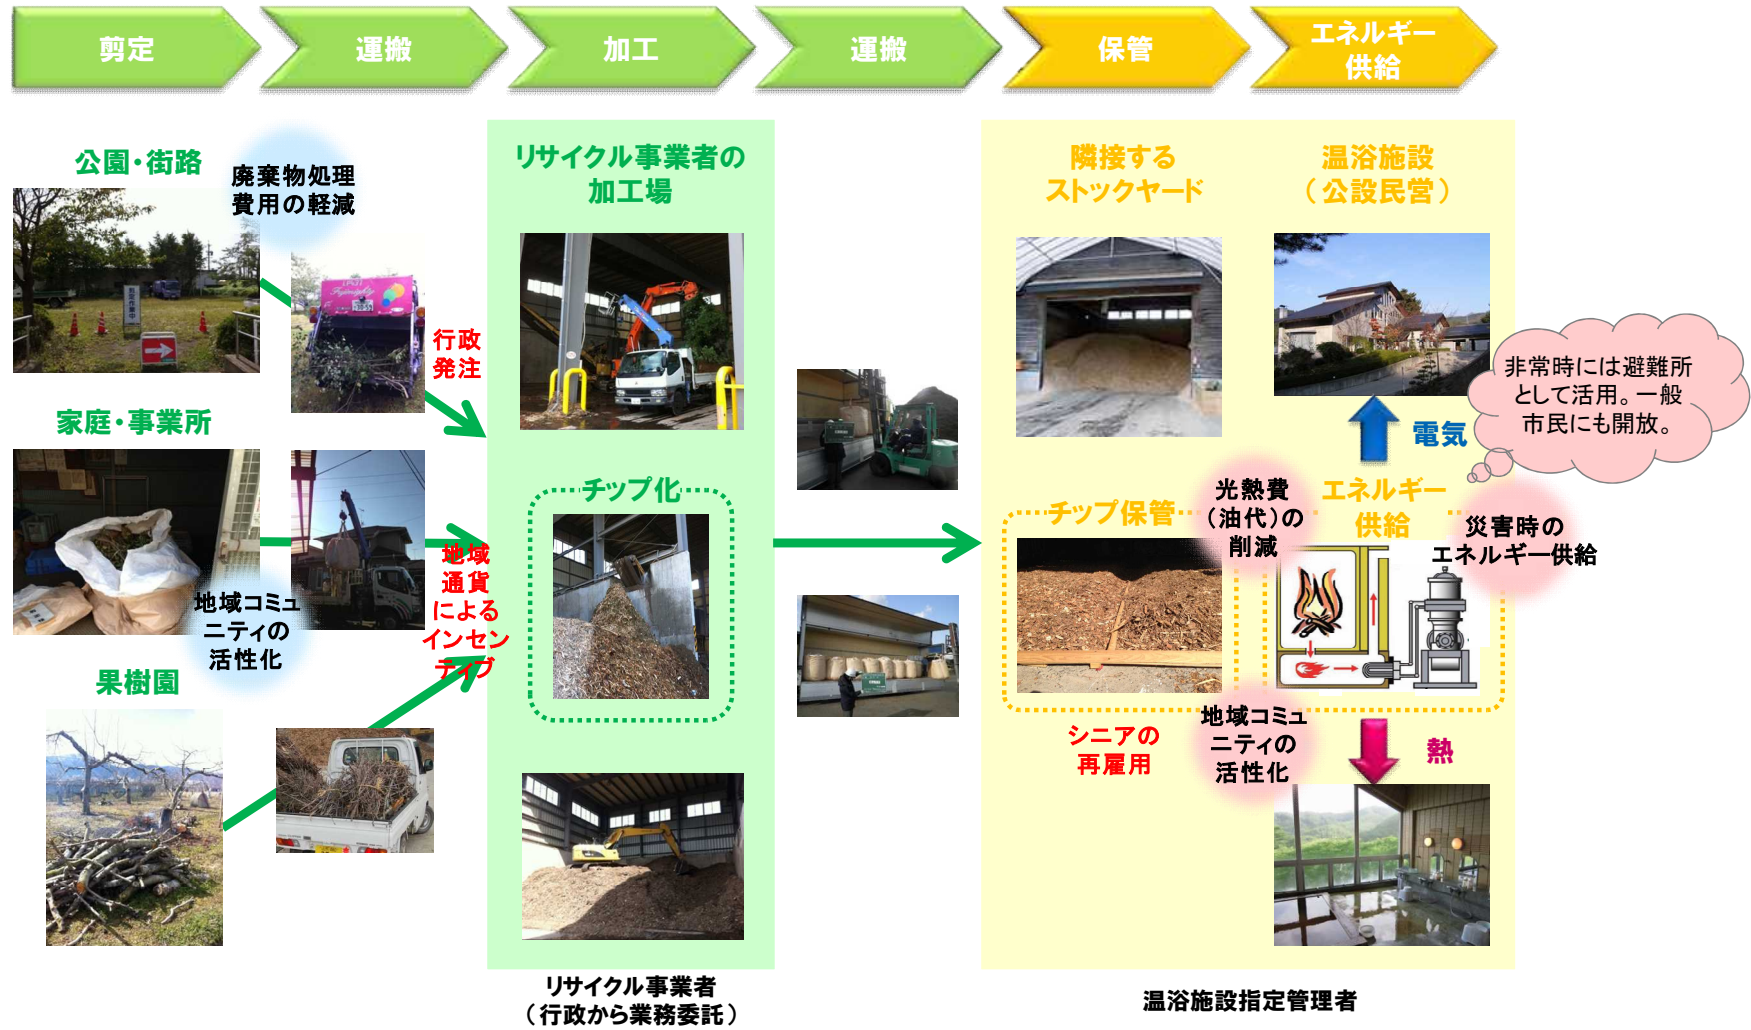 剪定
運搬
加工
運搬
保管
エネルギー
供給
公園・街路
廃棄物処理
費用の軽減
行政
発注
家庭・事業所
地域コミュ
ニティの
活性化
地域
通貨
による
インセン
ティブ
果樹園
リサイクル事業者の
加工場
チップ化
リサイクル事業者
（行政から業務委託）
隣接する
ストックヤード
温浴施設
（公設民営）
非常時には避難所
として活用。一般
市民にも開放。
電気
チップ保管
光熱費
（油代）の
削減
エネルギー
供給
災害時の
エネルギー供給
シニアの
再雇用
地域コミュ
ニティの
活性化
熱
温浴施設指定管理者